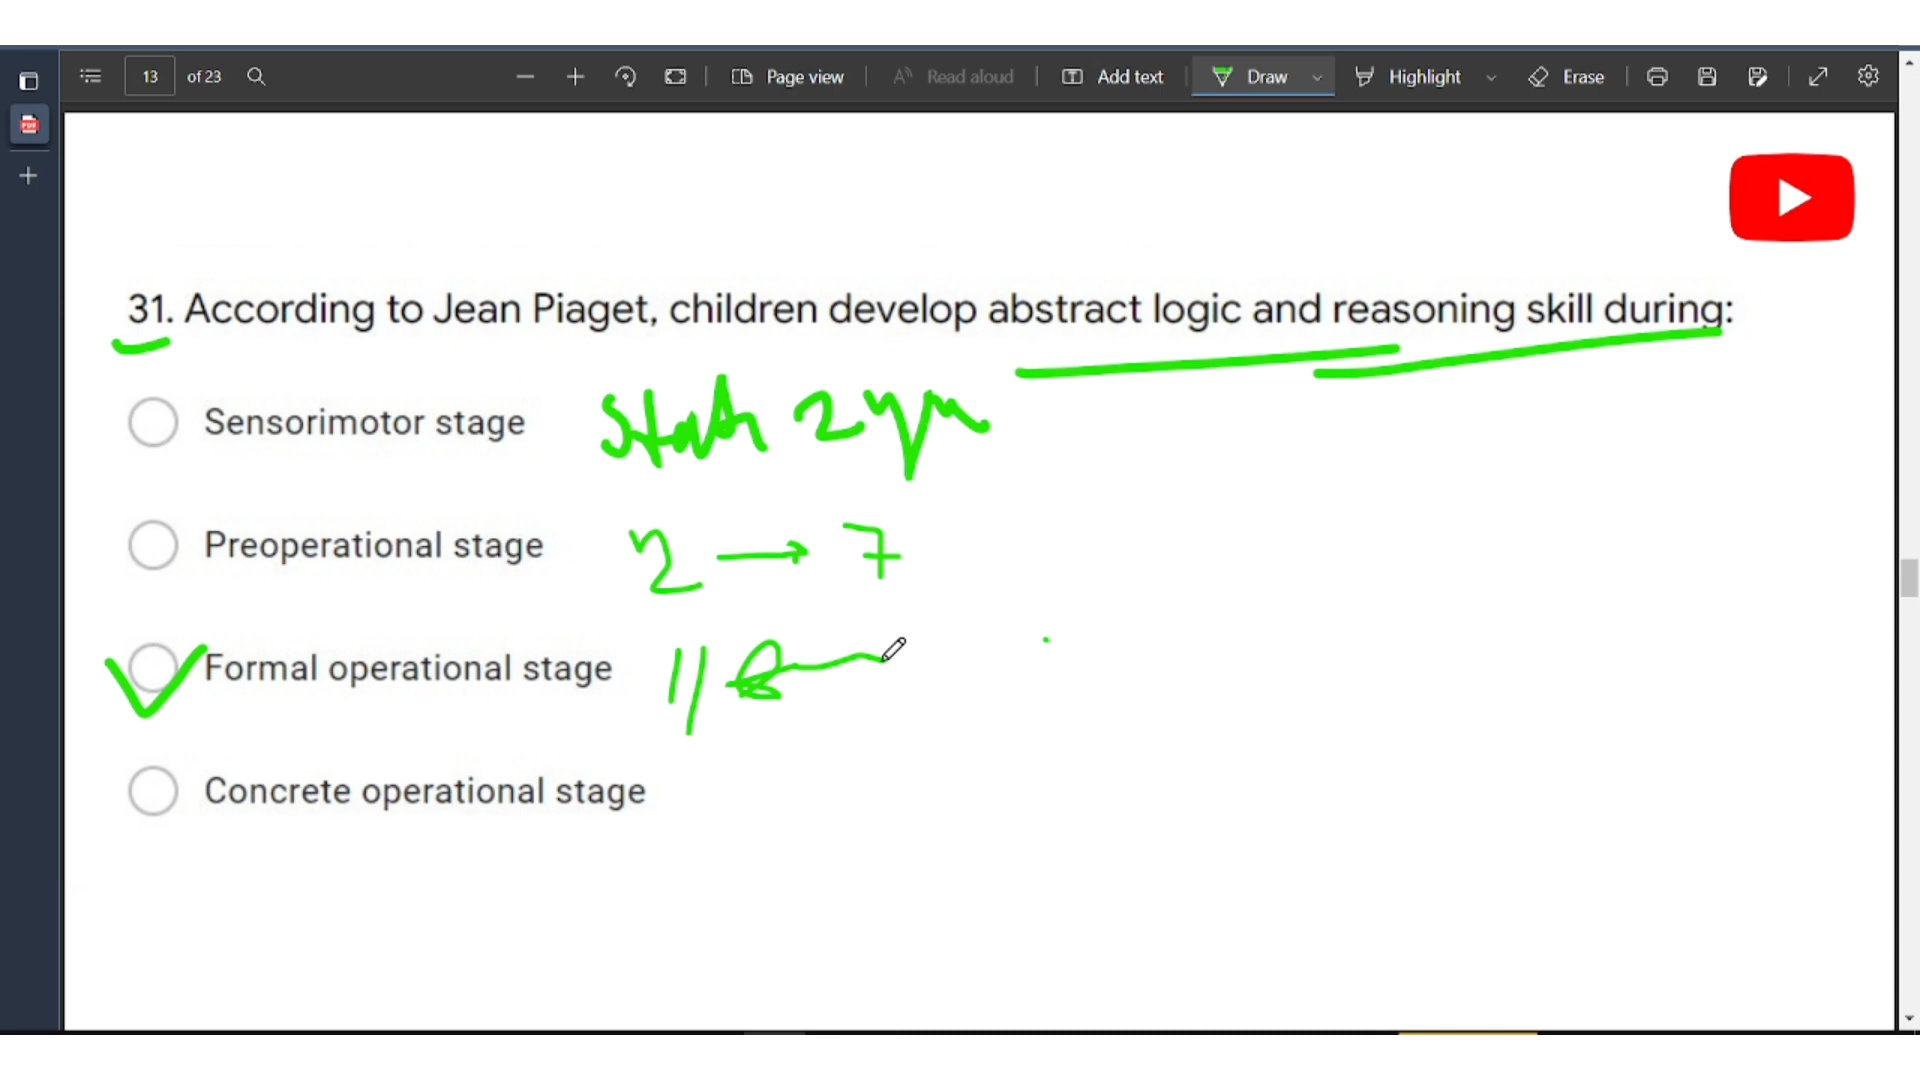 13 of 23 Page view Read aloud Add text Draw Highlight Erase
31. According to Jean Piaget, children develop abstract logic and reasoning skill during:
Sensorimotor stage 2
Preoperational stage 2 → 7
Formal operational stage 11
Concrete operational stage